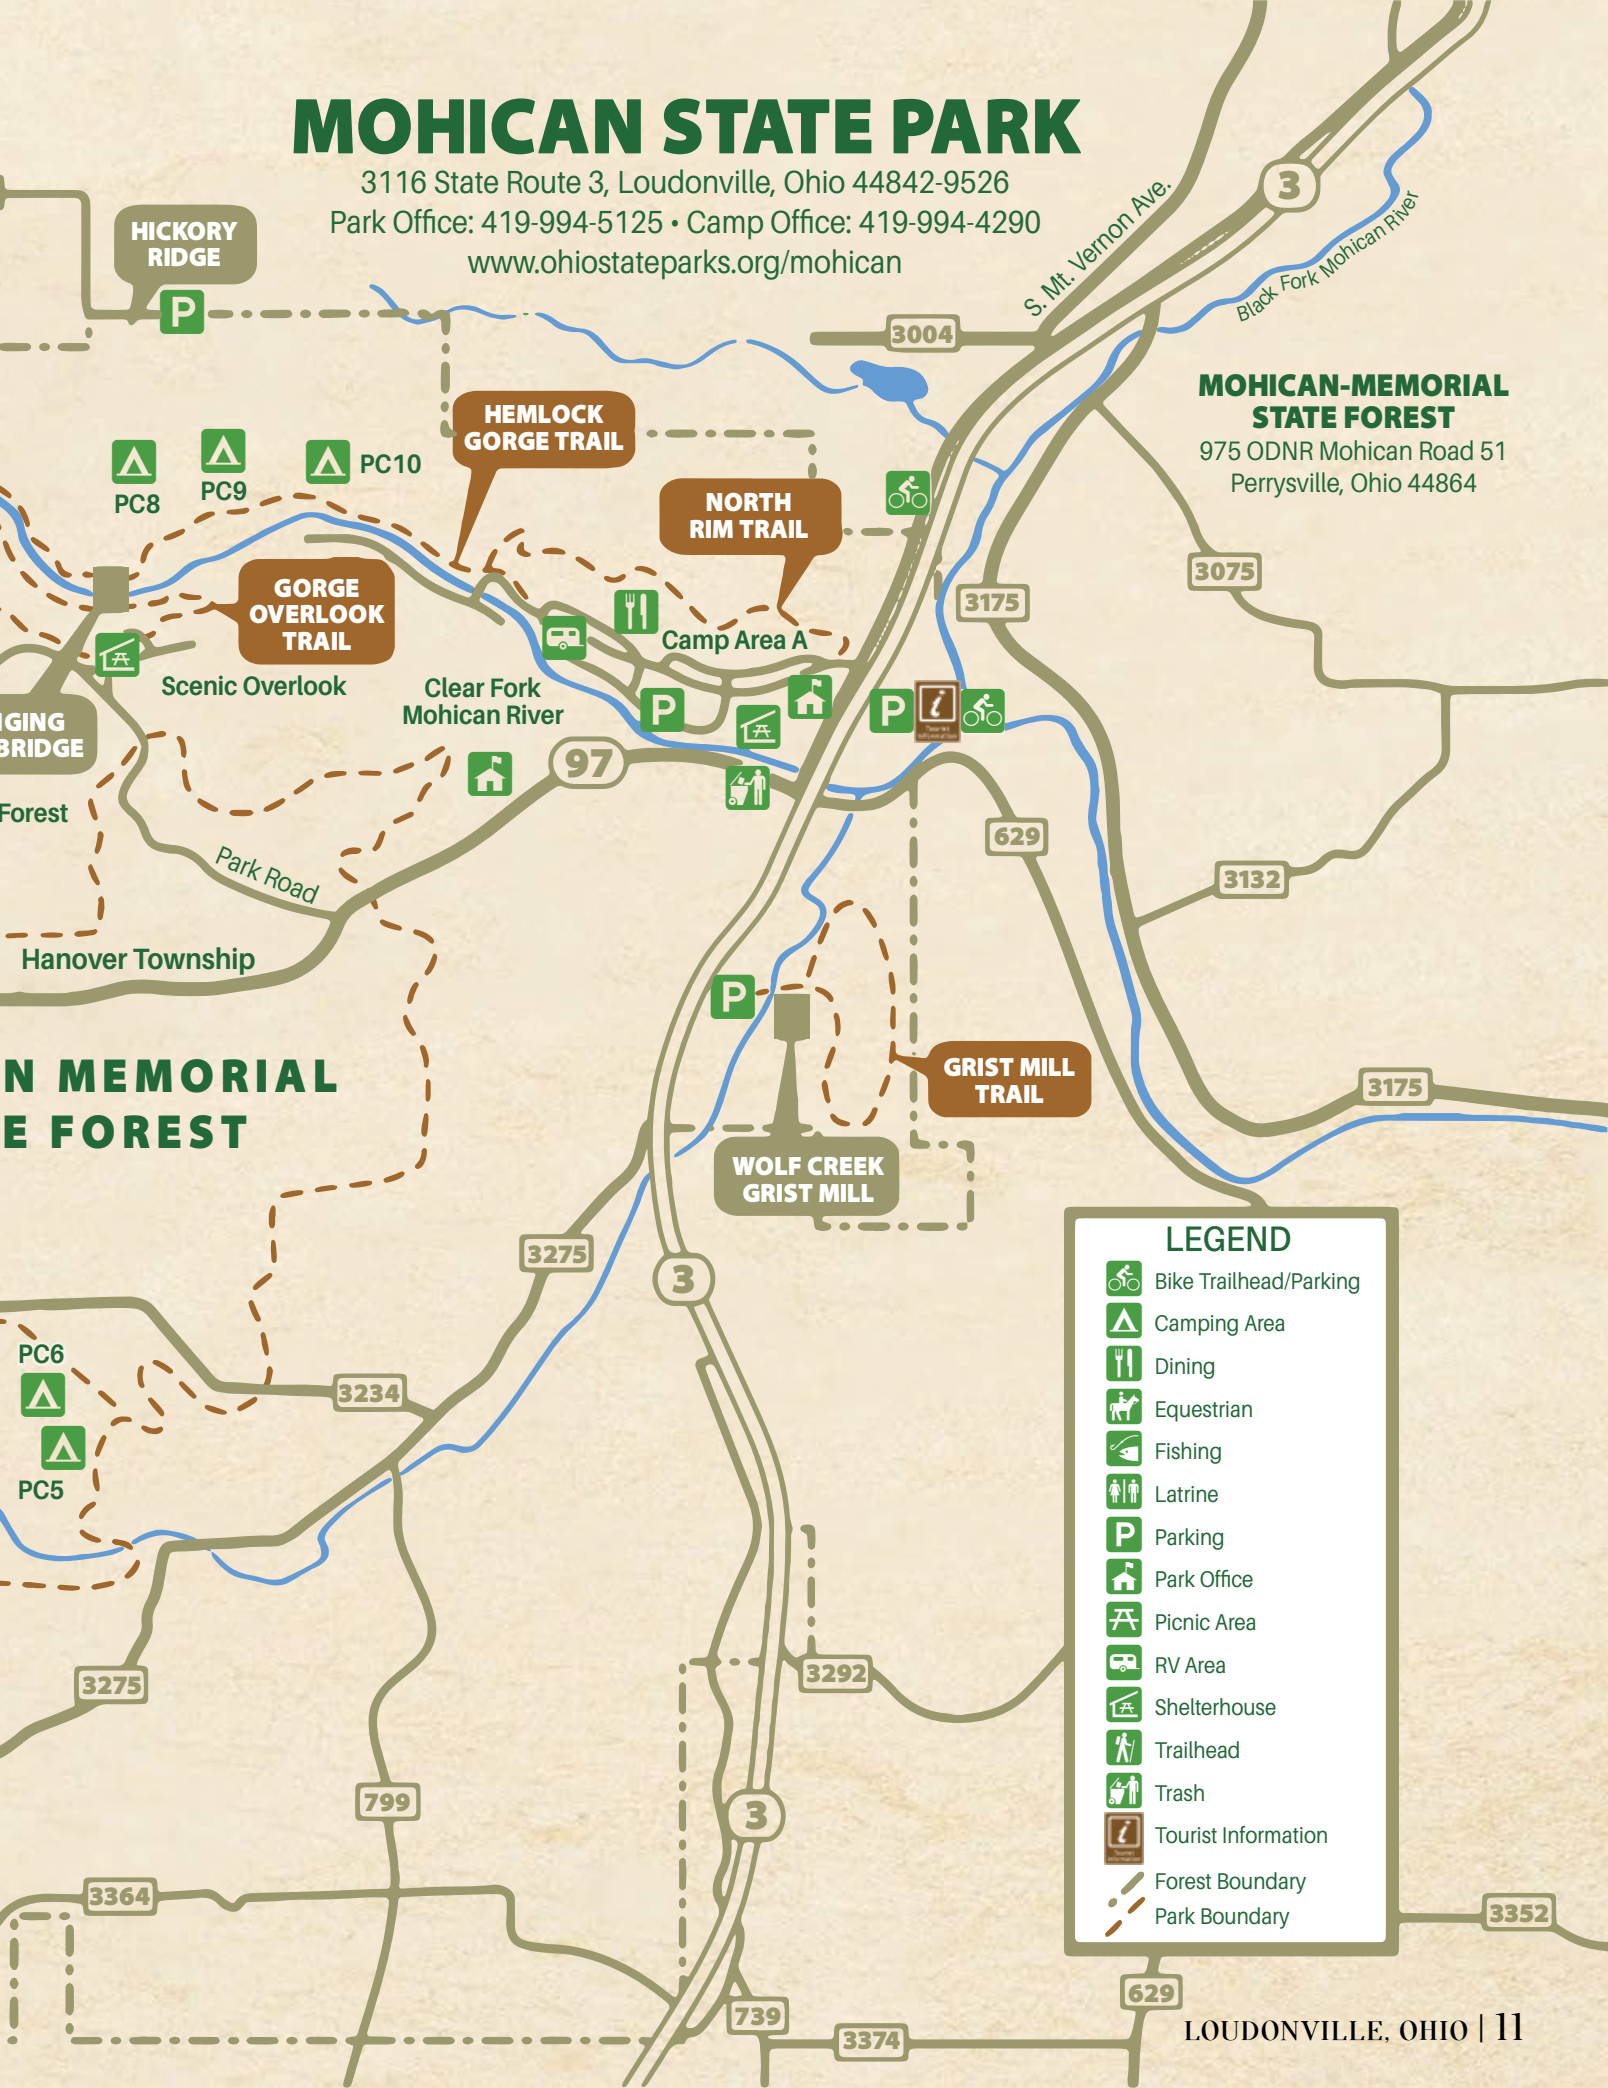 MOHICAN STATE PARK
3116 State Route 3, Loudonville, Ohio 44842-9526
Park Office: 419-994-5125 • Camp Office: 419-994-4290
www.ohiostateparks.org/mohican
3
S. Mt. Vernon Ave.
Black Fork Mohican River
HICKORY
RIDGE
P
3004
MOHICAN-MEMORIAL
STATE FOREST
975 ODNR Mohican Road 51
Perrysville, Ohio 44864
HEMLOCK
GORGE TRAIL
PC8
PC9
PC10
NORTH
RIM TRAIL
3075
3175
GORGE
OVERLOOK
TRAIL
Camp Area A
Scenic Overlook
Clear Fork
Mohican River
P
P
i
Tourist
Information
GING
BRIDGE
97
Forest
629
3132
Park Road
Hanover Township
P
GRIST MILL
TRAIL
3175
N MEMORIAL
E FOREST
WOLF CREEK
GRIST MILL
3275
3
PC6
3234
PC5
3275
3292
799
3
3364
739
3374
629
3352
LEGEND
Bike Trailhead/Parking
Camping Area
Dining
Equestrian
Fishing
Latrine
P Parking
Park Office
Picnic Area
RV Area
Shelterhouse
Trailhead
Trash
i Tourist Information
Forest Boundary
Park Boundary
LOUDONVILLE, OHIO | 11